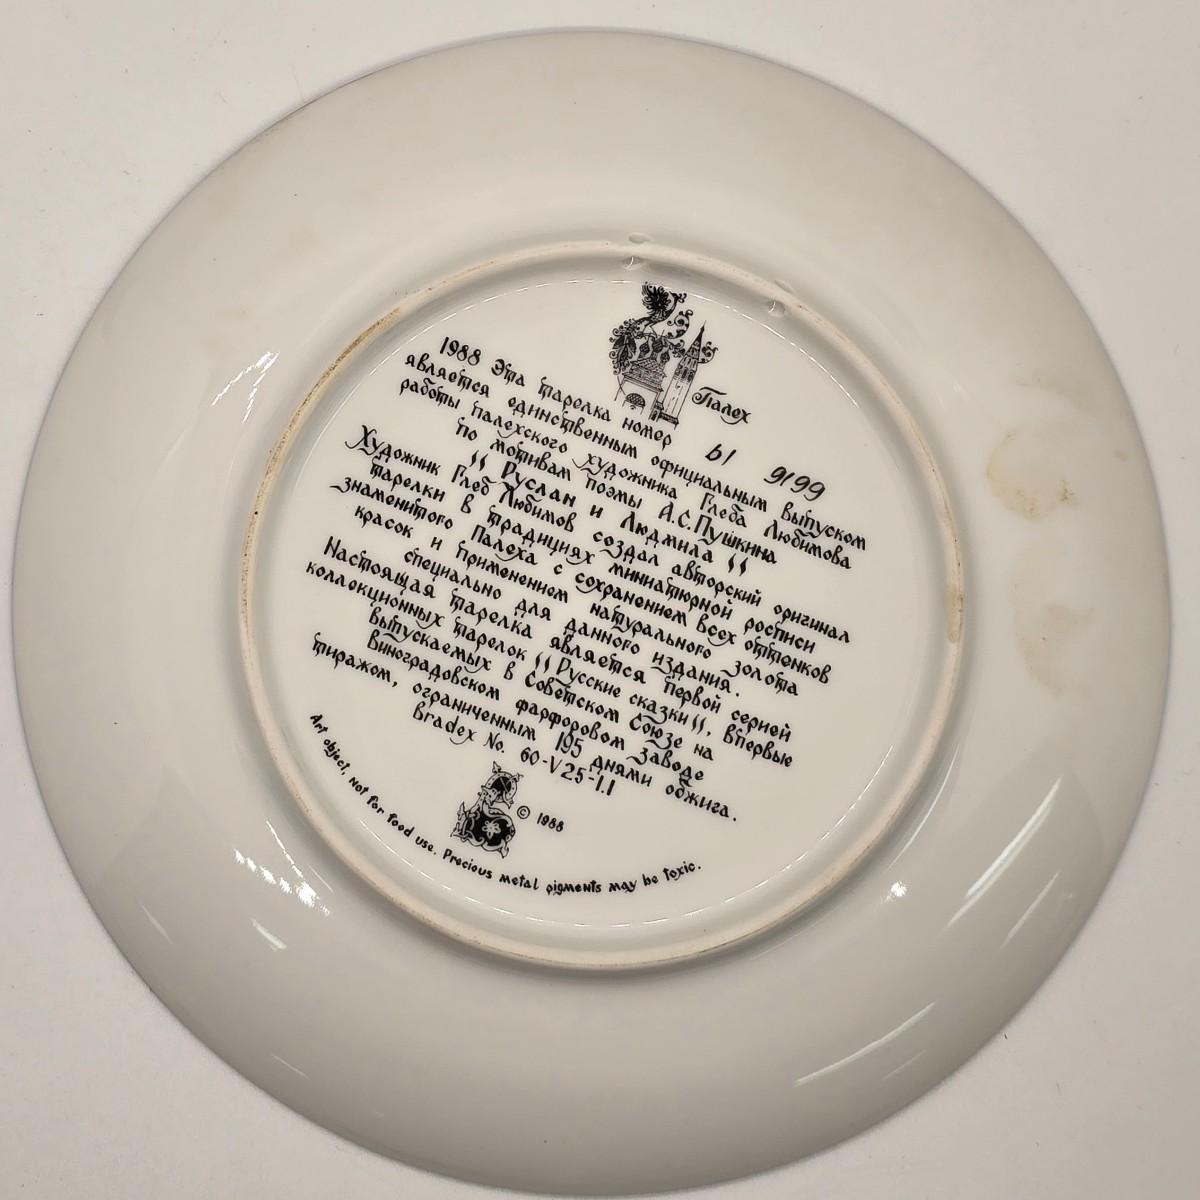 Палех
1988 Эта тарелка номер Ы 9199
является единственным официальным выпуском
работы палехского художника Глеба Любимова
по мотивам поэмы А.С.Пушкина
"Руслан и Людмила"
Художник Глеб Любимов создал авторский оригинал
тарелки в традициях миниатюрной росписи
знаменитого Палеха с сохранением всех оттенков
красок и применением натурального золота
специально для данного издания.
Настоящая тарелка является первой серией
коллекционных тарелок "Русские сказки", впервые
выпускаемых в Советском Союзе на
Виноградовском фарфоровом заводе
тиражом, ограниченным 195 днями обжига.
Bradex No. 60-V25-1.1
© 1988
Art object, not for food use. Precious metal pigments may be toxic.